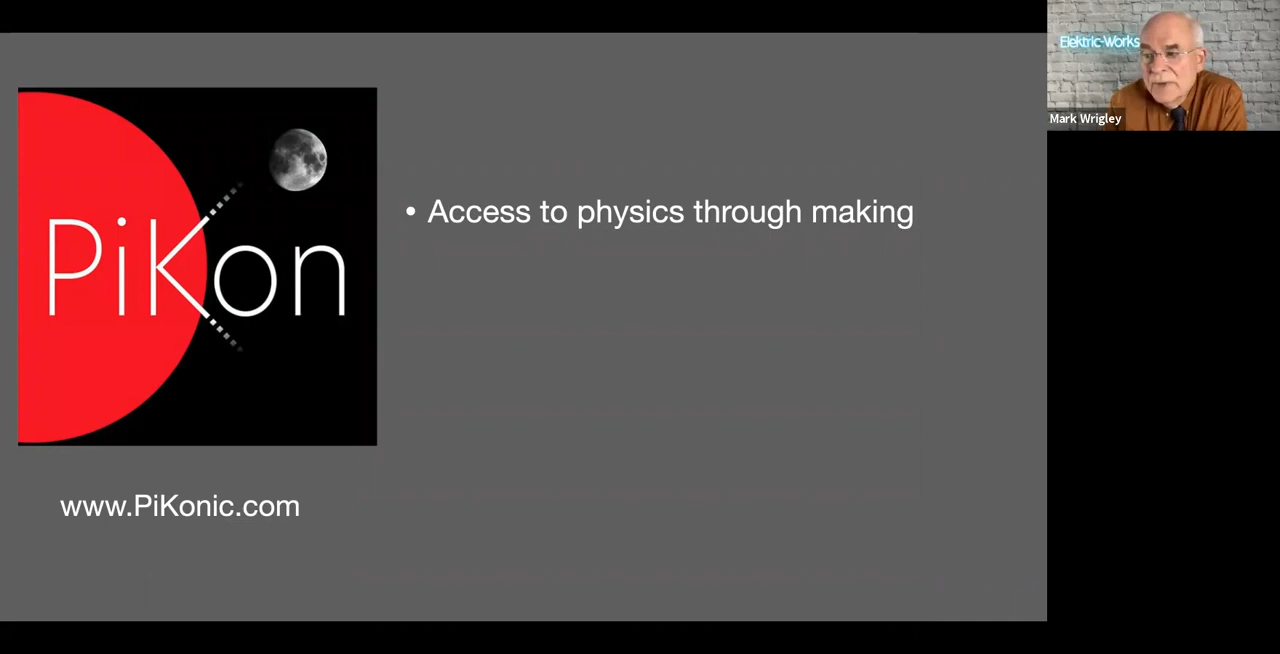 Elektric-Works
Mark Wrigley
PiKon
• Access to physics through making
www.PiKonic.com